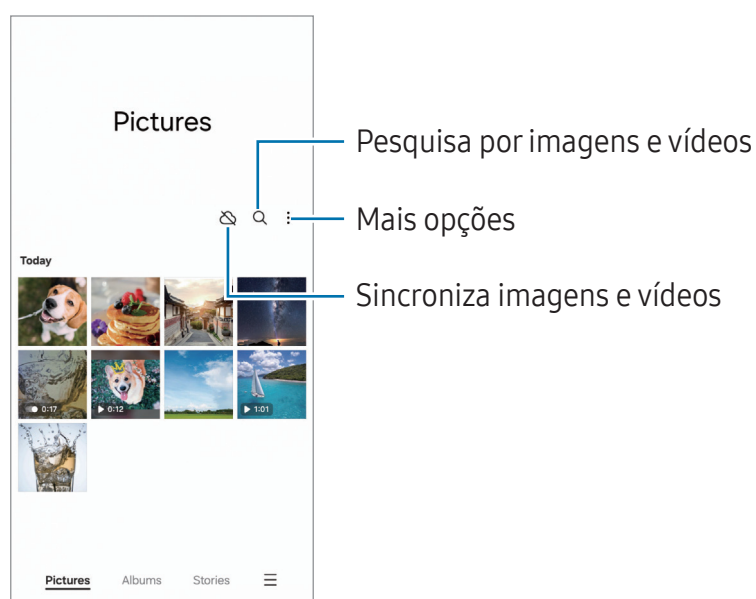 Pictures
Pesquisa por imagens e vídeos
Mais opções
Today
Sincroniza imagens e vídeos
0:17
0:12
1:01
Pictures
Albums
Stories